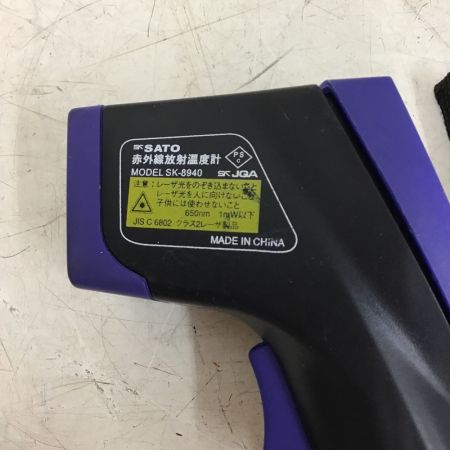 SK SATO
赤外線放射温度計
MODEL SK-8940
PS
C
SK JQA
注意：レーザ光をのぞき込まないこと
レーザ光を人に向けないこと
子供には使わせないこと
650nm 1mW以下
JIS C 6802 クラス2レーザ製品
MADE IN CHINA